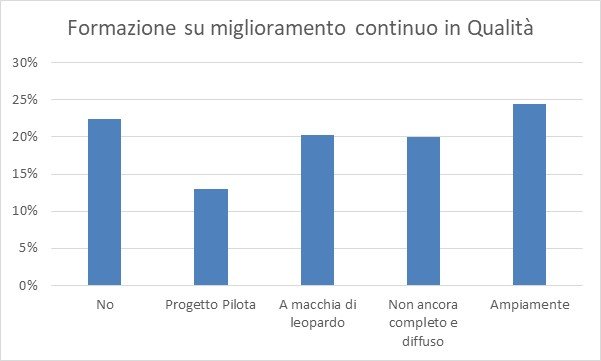 Formazione su miglioramento continuo in Qualità
30%
25%
20%
15%
10%
5%
0%
No
Progetto Pilota
A macchia di
leopardo
Non ancora
completo e
diffuso
Ampiamente